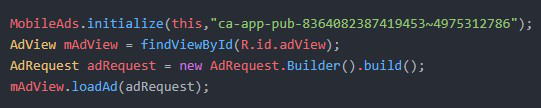 MobileAds.initialize(this,"ca-app-pub-8364082387419453~4975312786");
AdView mAdView = findViewById(R.id.adView);
AdRequest adRequest = new AdRequest.Builder().build();
mAdView.loadAd(adRequest);